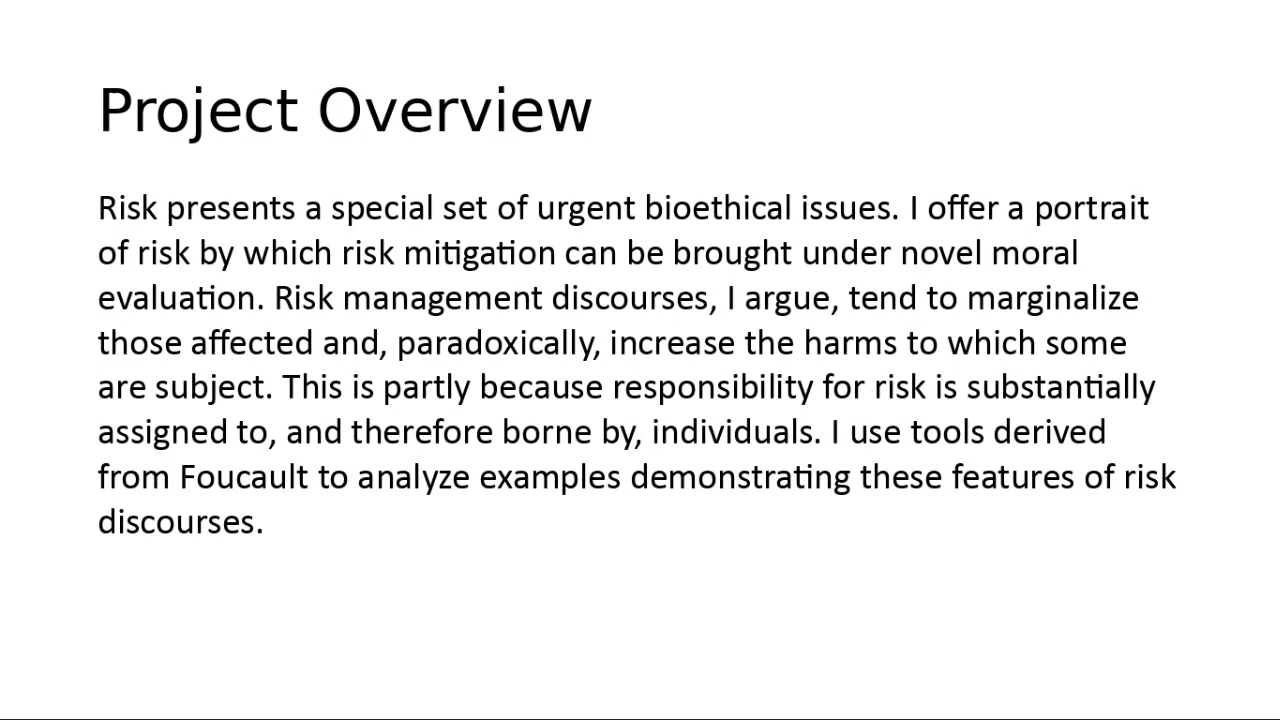 Project Overview
Risk presents a special set of urgent bioethical issues. I offer a portrait
of risk by which risk mitigation can be brought under novel moral
evaluation. Risk management discourses, I argue, tend to marginalize
those affected and, paradoxically, increase the harms to which some
are subject. This is partly because responsibility for risk is substantially
assigned to, and therefore borne by, individuals. I use tools derived
from Foucault to analyze examples demonstrating these features of risk
discourses.